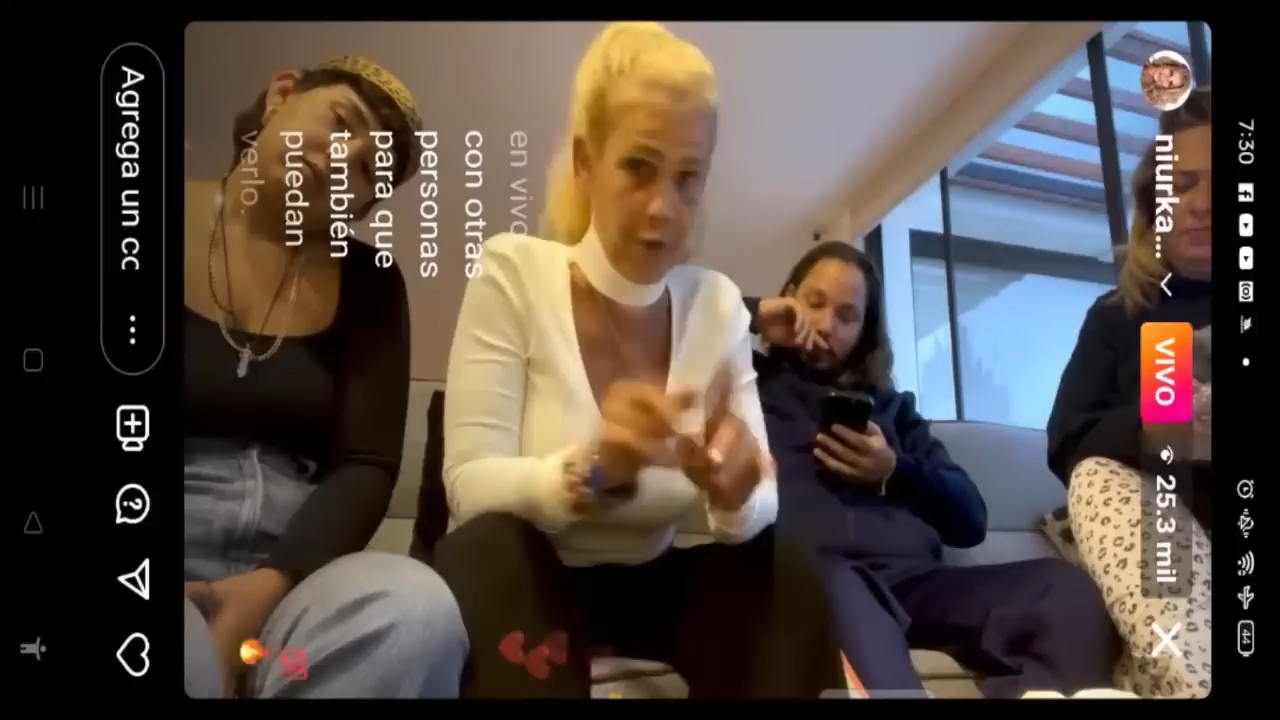 7:30
44
niurka...
VIVO
25.3 mil
en vivo
con otras
personas
para que
también
puedan
verlo.
Agrega un cc
...